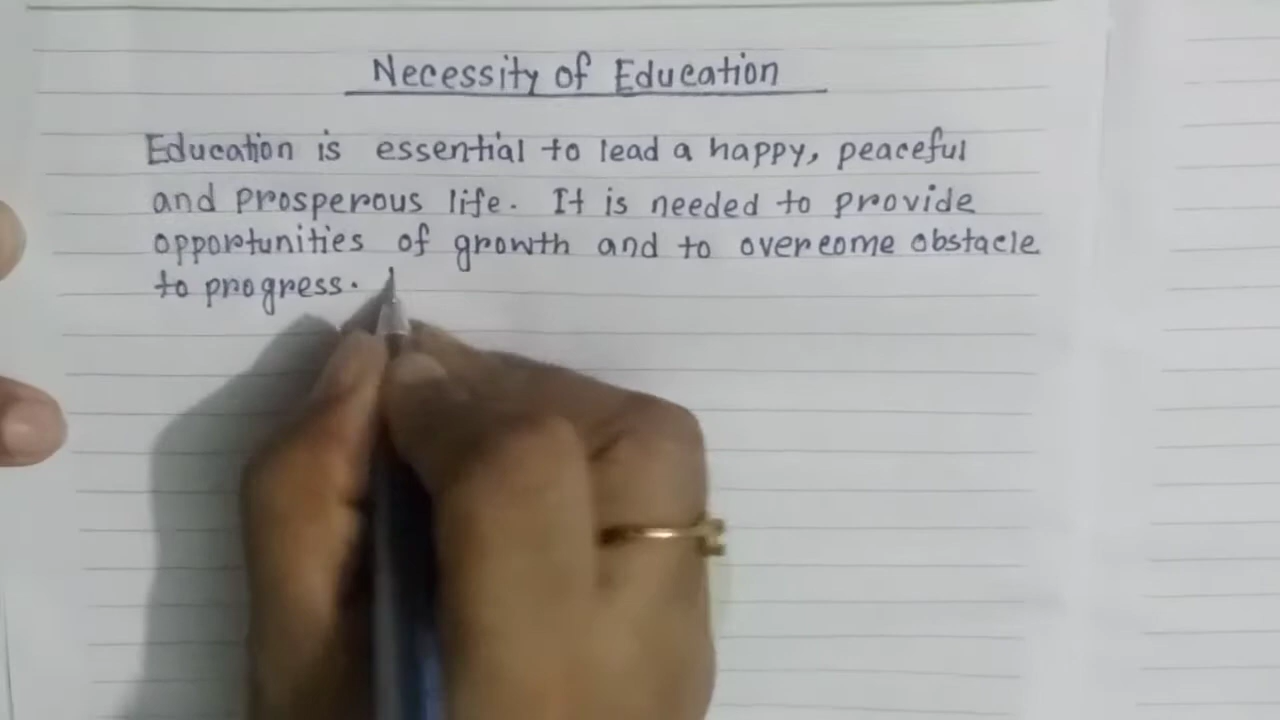 Necessity of Education
Education is essential to lead a happy, peaceful
and prosperous life. It is needed to provide
opportunities of growth and to overcome obstacle
to progress.